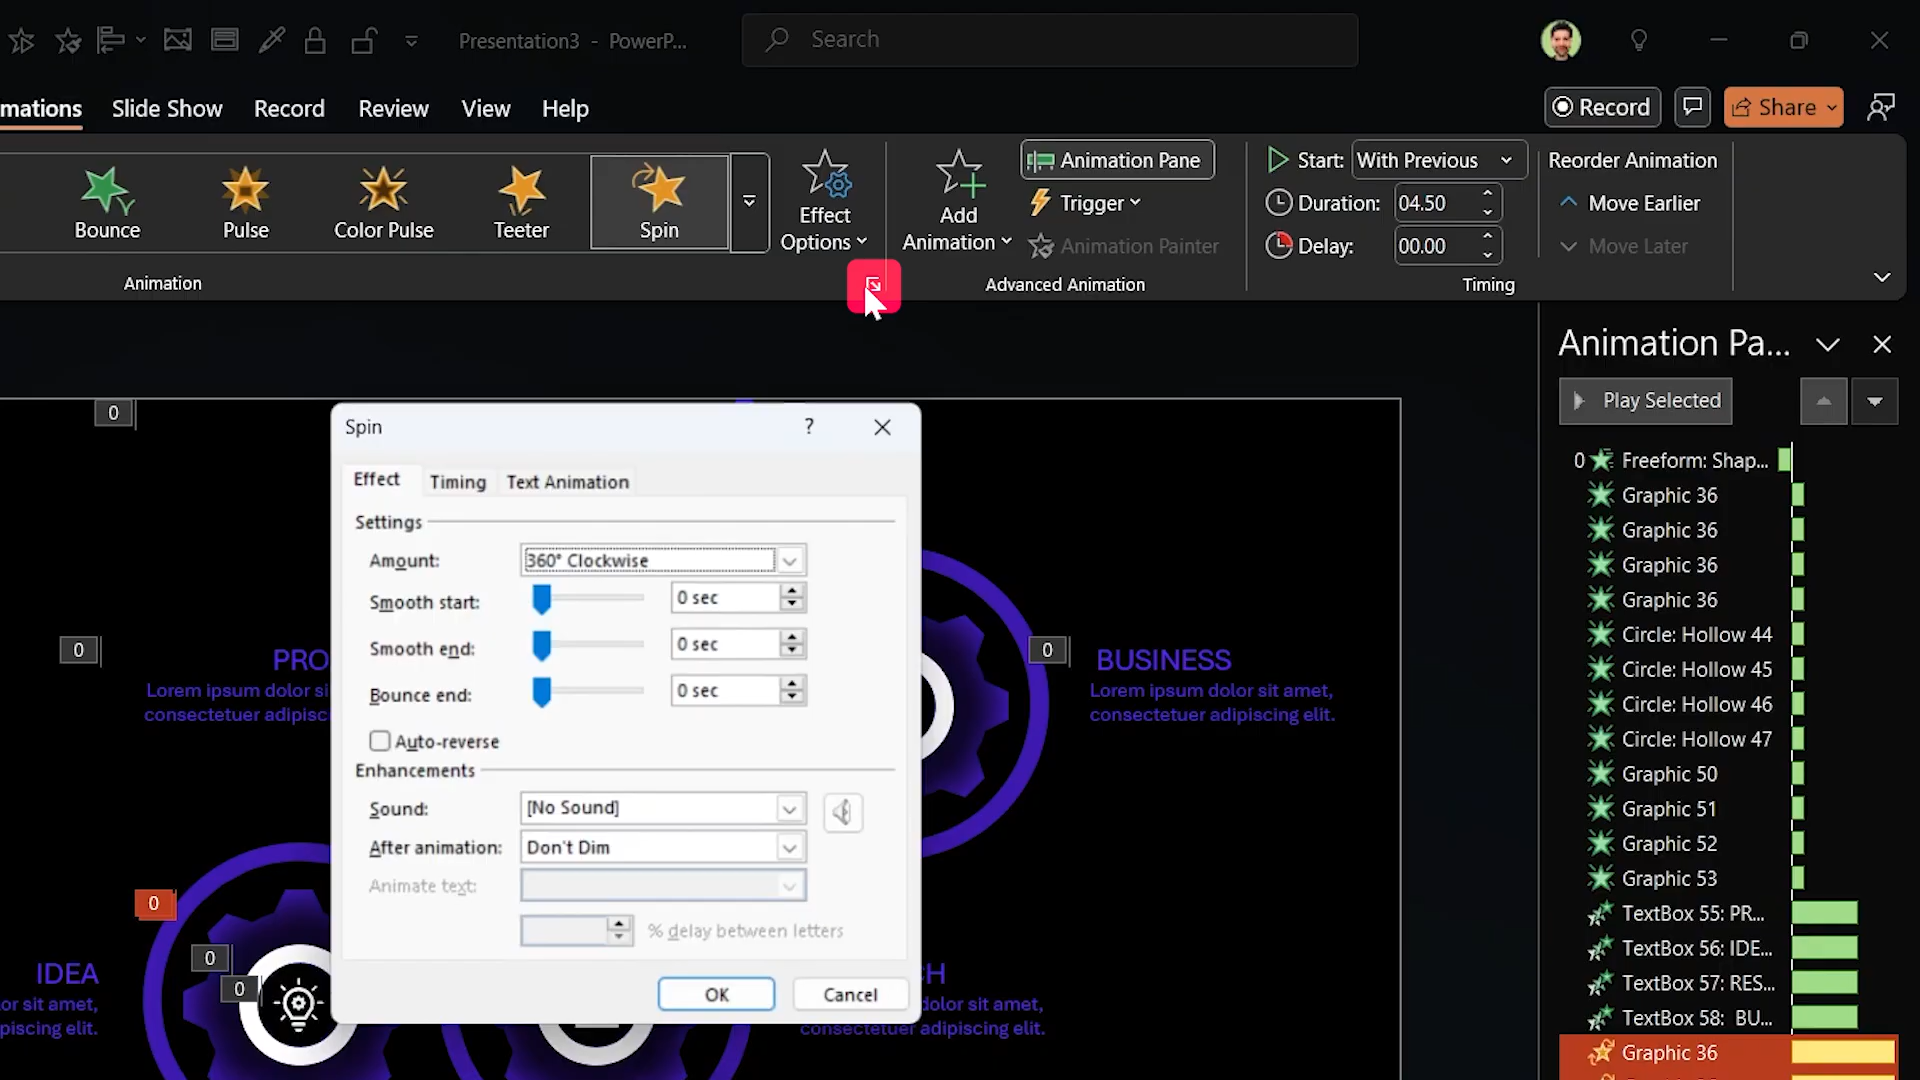 Presentation3 - PowerP...
Search
mations
Slide Show
Record
Review
View
Help
Record
Share
Bounce
Pulse
Color Pulse
Teeter
Spin
Effect
Options
Add
Animation
Animation Pane
Trigger
Animation Painter
Start: With Previous
Duration: 04.50
Delay: 00.00
Reorder Animation
Move Earlier
Move Later
Animation
Advanced Animation
Timing
Animation Pa...
Play Selected
0 Freeform: Shap...
Graphic 36
Graphic 36
Graphic 36
Graphic 36
Circle: Hollow 44
Circle: Hollow 45
Circle: Hollow 46
Circle: Hollow 47
Graphic 50
Graphic 51
Graphic 52
Graphic 53
TextBox 55: PR...
TextBox 56: IDE...
TextBox 57: RES...
TextBox 58: BU...
Graphic 36
0
Spin ?
Effect
Timing
Text Animation
Settings
Amount: 360° Clockwise
Smooth start: 0 sec
Smooth end: 0 sec
Bounce end: 0 sec
Auto-reverse
Enhancements
Sound: [No Sound]
After animation: Don't Dim
Animate text:
% delay between letters
OK
Cancel
0
PRO
Lorem ipsum dolor si
consectetuer adipisc
0
BUSINESS
Lorem ipsum dolor sit amet,
consectetuer adipiscing elit.
0
0
0
IDEA
or sit amet,
piscing elit.
CH
dolor sit amet,
consectetuer adipiscing elit.